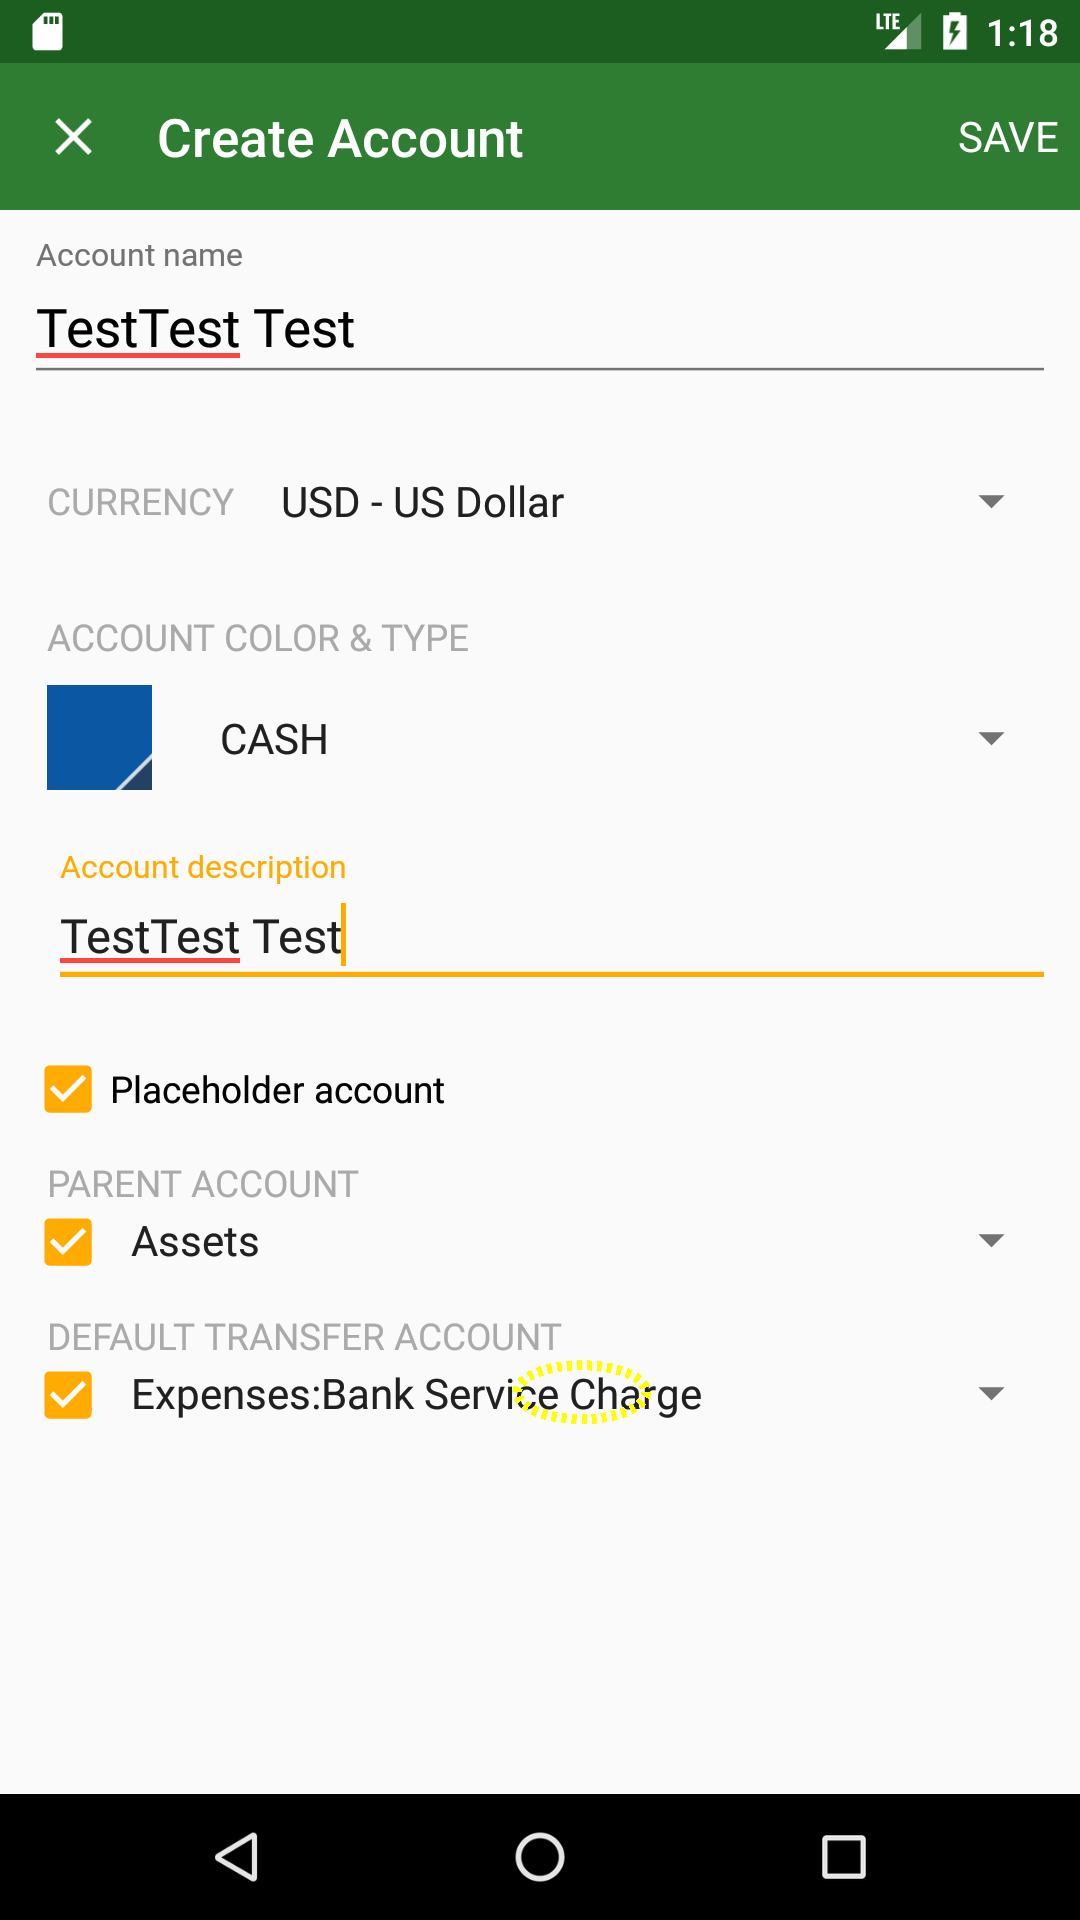 LTE 1:18
Create Account SAVE
Account name
TestTest Test
CURRENCY USD - US Dollar
ACCOUNT COLOR & TYPE
CASH
Account description
TestTest Test
Placeholder account
PARENT ACCOUNT
Assets
DEFAULT TRANSFER ACCOUNT
Expenses:Bank Service Charge